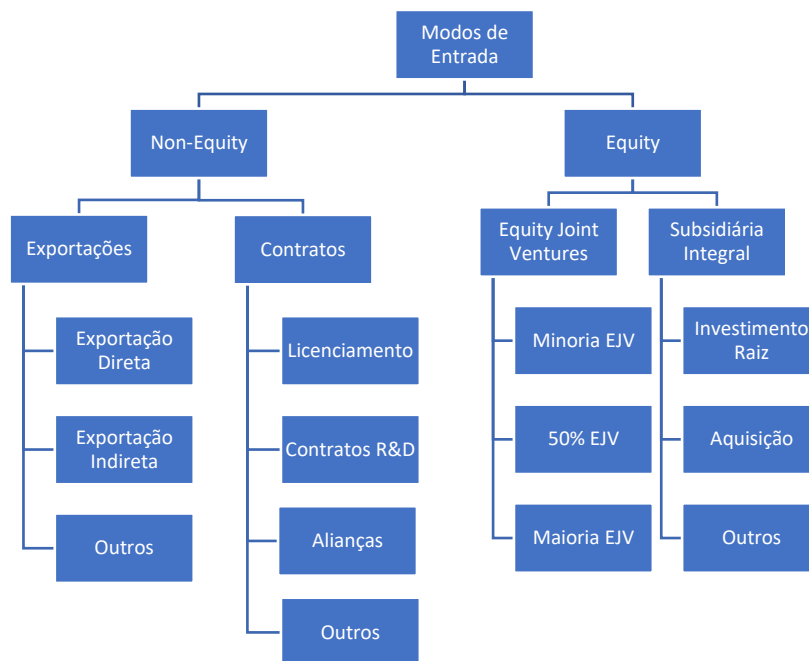 Modos de
Entrada
Non-Equity
Equity
Exportações
Contratos
Equity Joint
Ventures
Subsidiária
Integral
Exportação
Direta
Licenciamento
Minoria EJV
Investimento
Raiz
Exportação
Indireta
Contratos R&D
50% EJV
Aquisição
Outros
Alianças
Maioria EJV
Outros
Outros